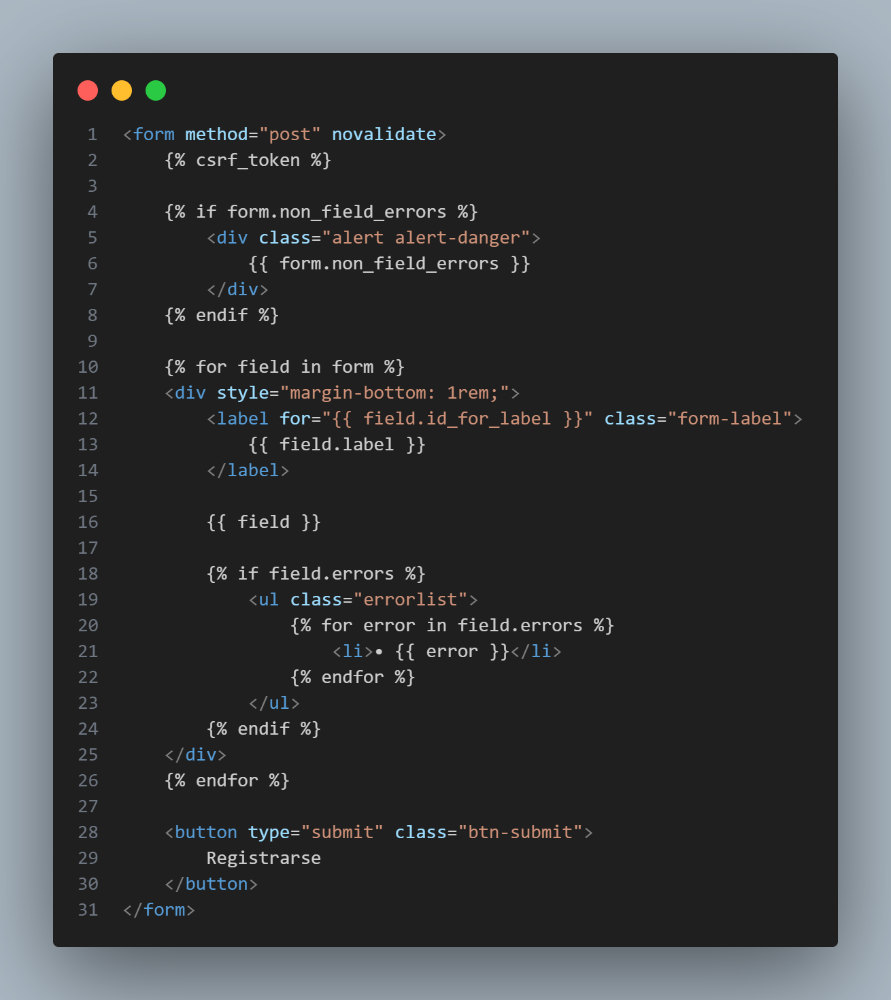 1 <form method="post" novalidate>
2     {% csrf_token %}
3
4     {% if form.non_field_errors %}
5         <div class="alert alert-danger">
6             {{ form.non_field_errors }}
7         </div>
8     {% endif %}
9
10     {% for field in form %}
11     <div style="margin-bottom: 1rem;">
12         <label for="{{ field.id_for_label }}" class="form-label">
13             {{ field.label }}
14         </label>
15
16         {{ field }}
17
18         {% if field.errors %}
19             <ul class="errorlist">
20                 {% for error in field.errors %}
21                     <li>• {{ error }}</li>
22                 {% endfor %}
23             </ul>
24         {% endif %}
25     </div>
26     {% endfor %}
27
28     <button type="submit" class="btn-submit">
29         Registrarse
30     </button>
31 </form>